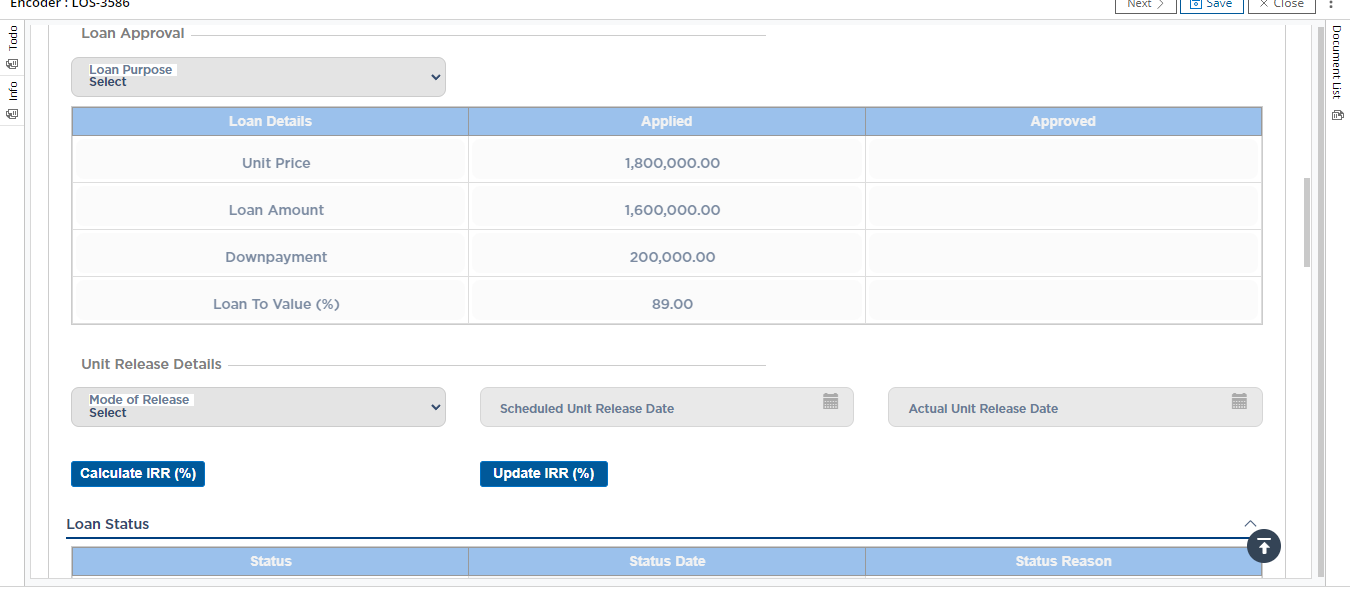 Encoder : LOS-3586
Next
Save
Close
Todo
Info
Document List
Loan Approval
Loan Purpose
Select
Loan Details Applied Approved
Unit Price 1,800,000.00
Loan Amount 1,600,000.00
Downpayment 200,000.00
Loan To Value (%) 89.00
Unit Release Details
Mode of Release
Select
Scheduled Unit Release Date
Actual Unit Release Date
Calculate IRR (%)
Update IRR (%)
Loan Status
Status Status Date Status Reason